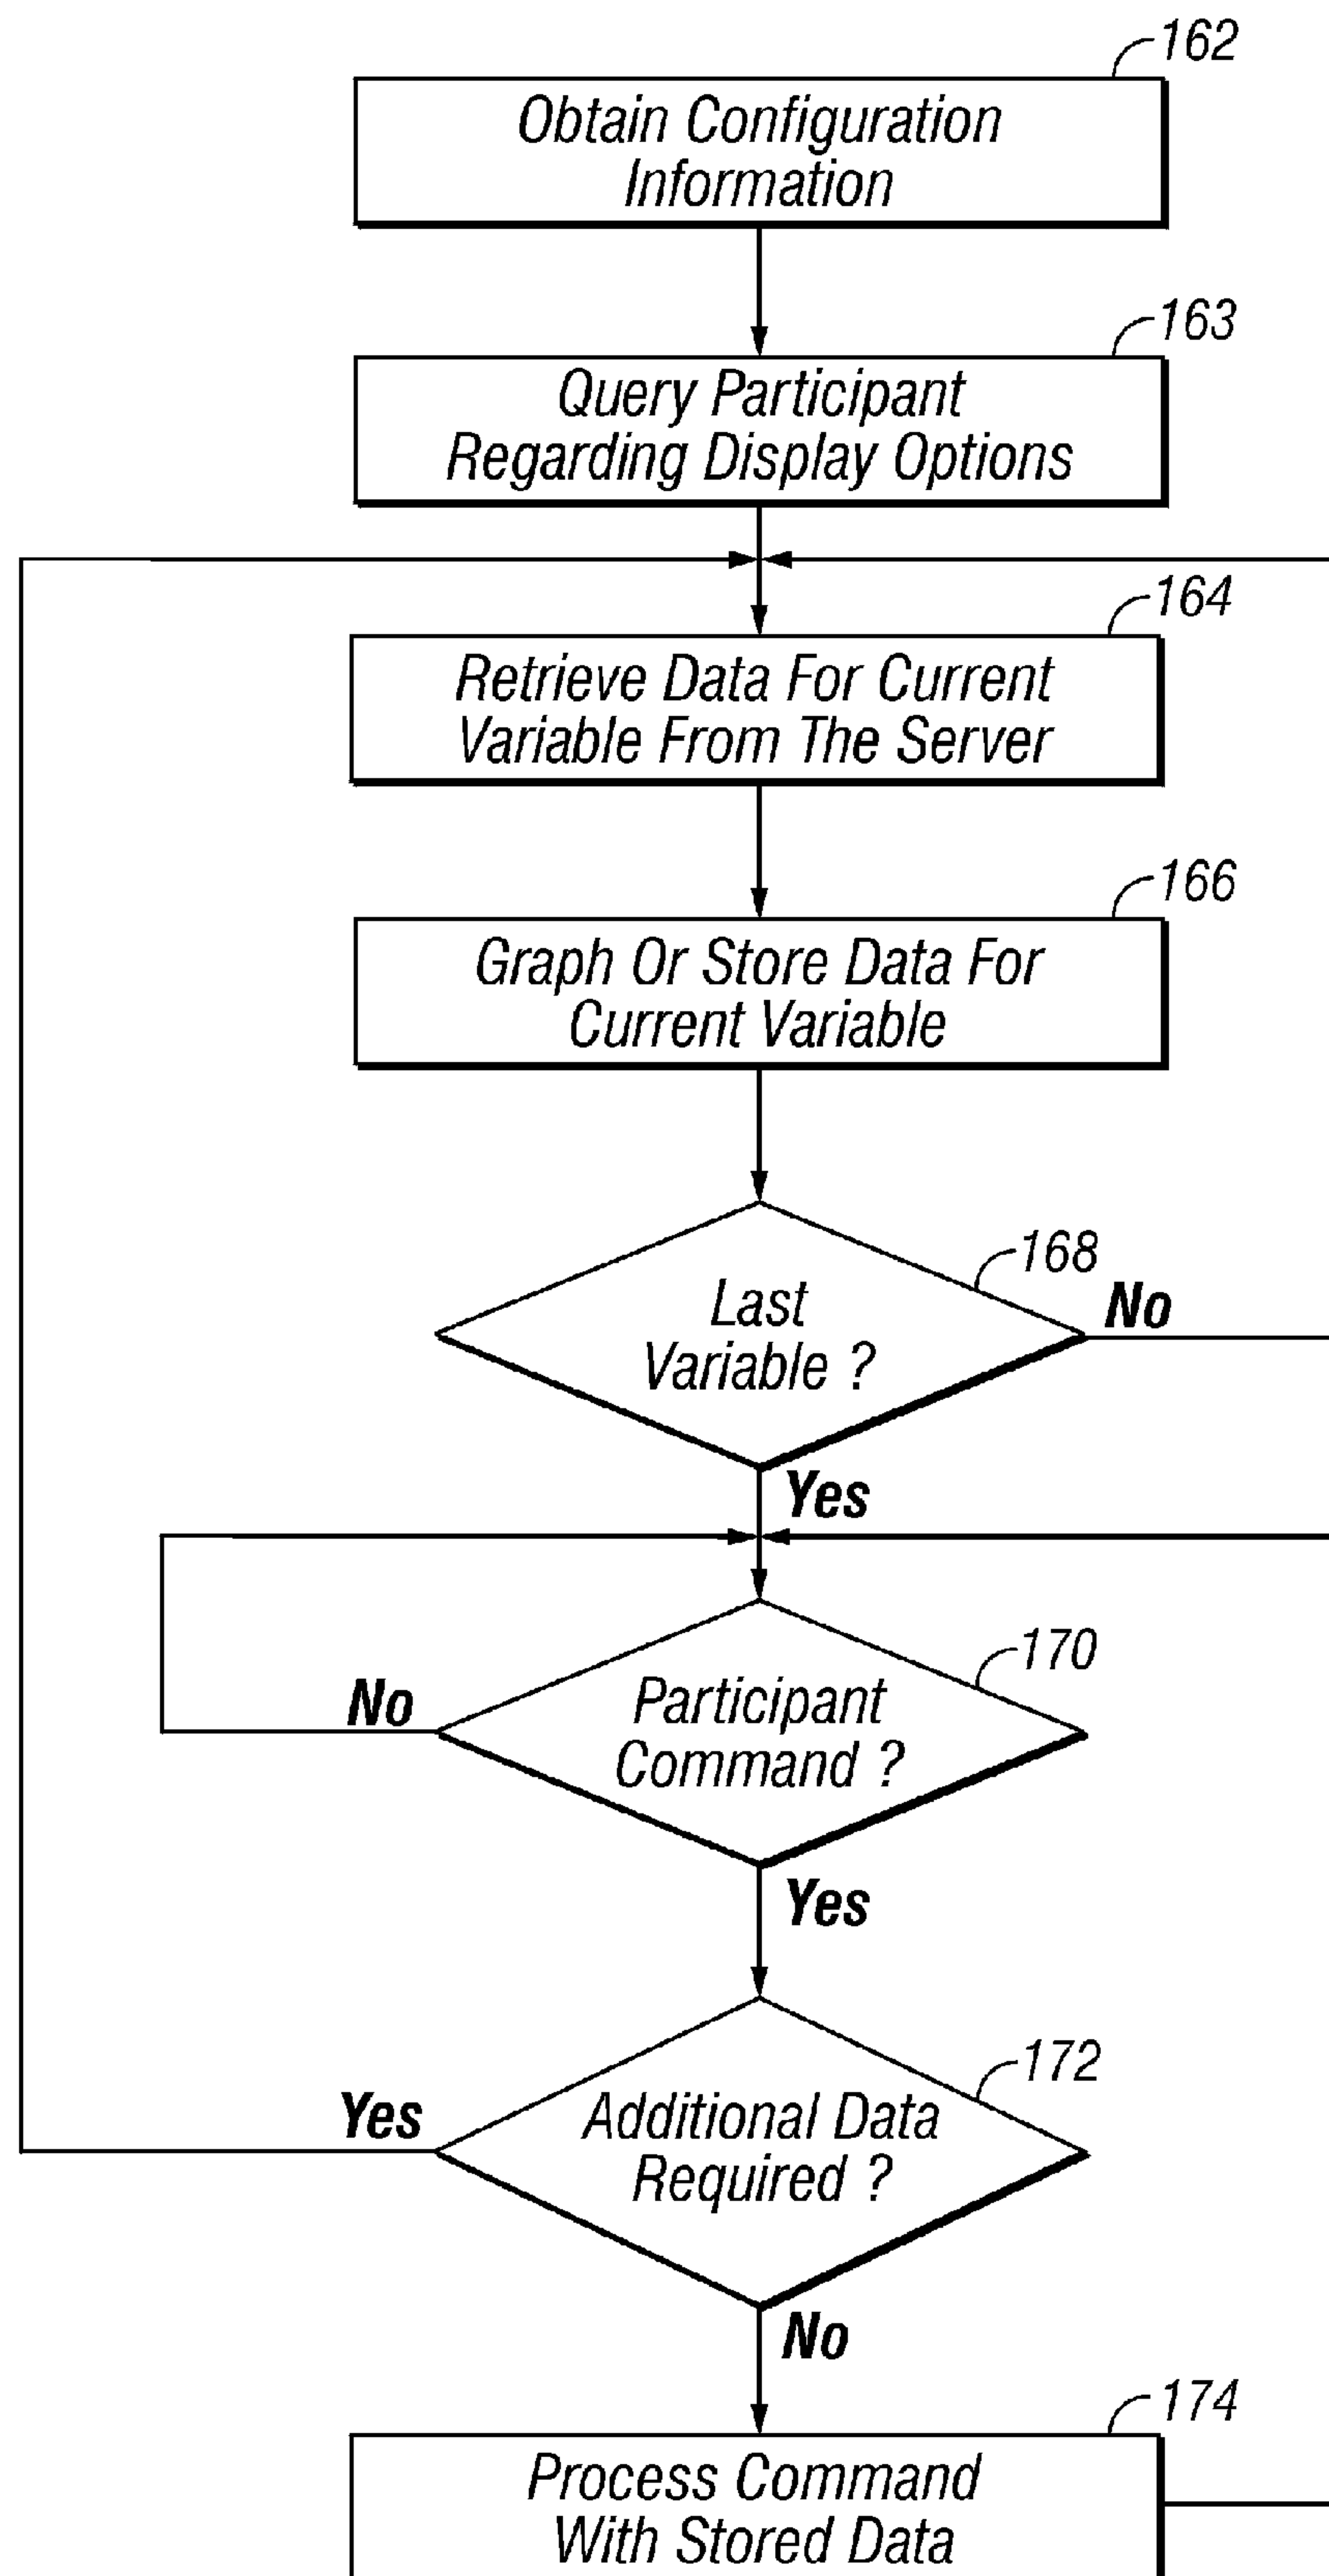 162
Obtain Configuration
Information
163
Query Participant
Regarding Display Options
164
Retrieve Data For Current
Variable From The Server
166
Graph Or Store Data For
Current Variable
168
Last
Variable ?
No
Yes
170
Participant
Command ?
No
Yes
172
Additional Data
Required ?
Yes
No
174
Process Command
With Stored Data